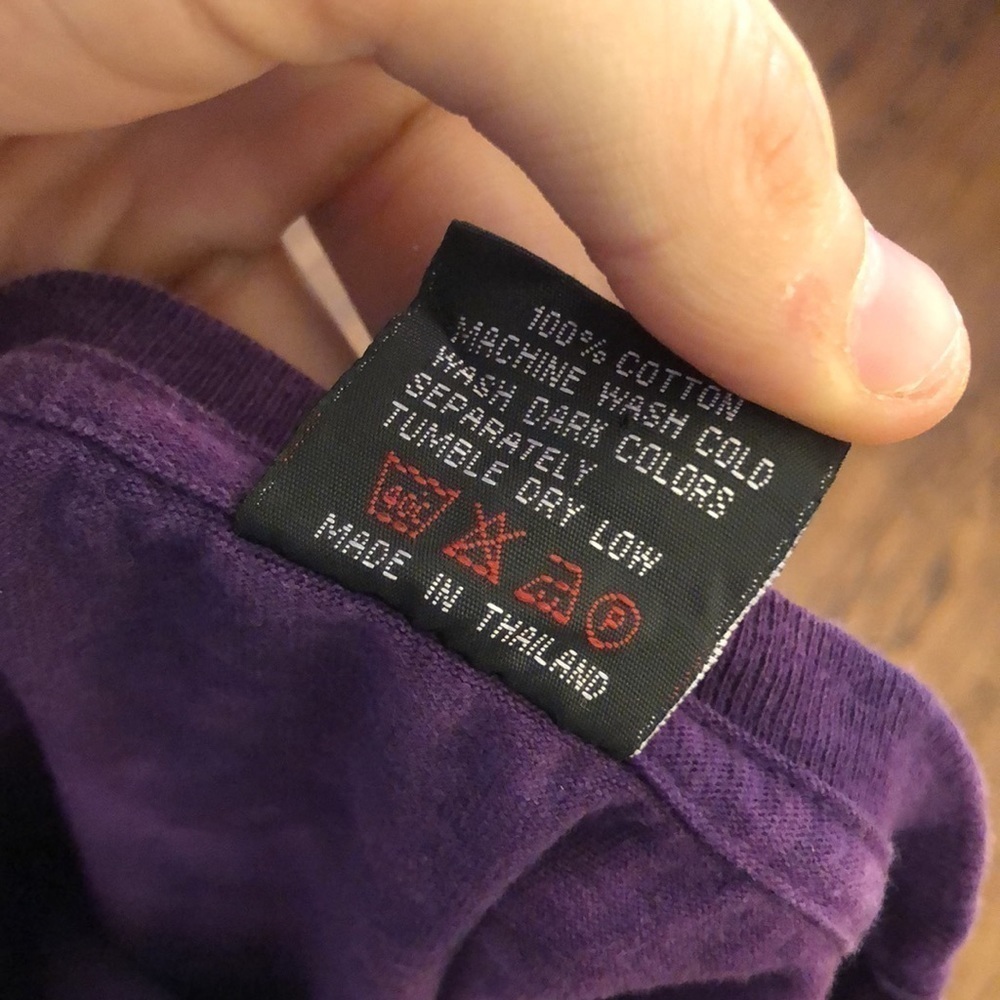 100% COTTON
MACHINE WASH COLD
WASH DARK COLORS
SEPARATELY
TUMBLE DRY LOW
P
MADE IN THAILAND